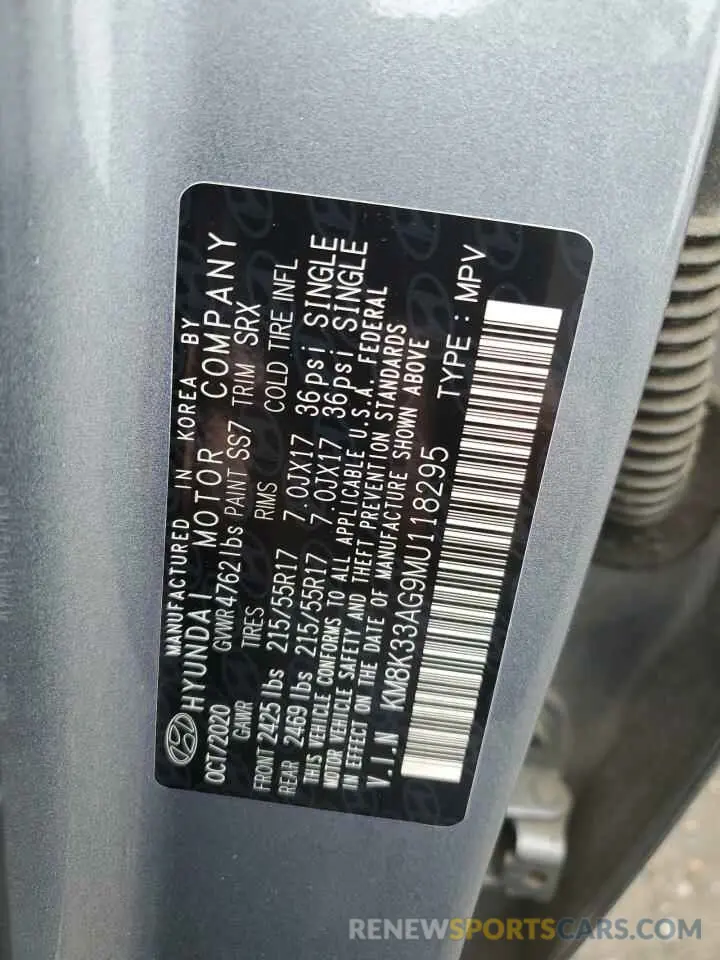 MANUFACTURED IN KOREA BY
HYUNDAI MOTOR COMPANY
OCT/2020 GVWR 4762lbs PAINT SS7 TRIM SRX
GAWR TIRES RIMS COLD TIRE INFL
FRONT 2425lbs 215/55R17 7.0JX17 36psi SINGLE
REAR 2469lbs 215/55R17 7.0JX17 36psi SINGLE
THIS VEHICLE CONFORMS TO ALL APPLICABLE U.S.A. FEDERAL
MOTOR VEHICLE SAFETY AND THEFT PREVENTION STANDARDS
IN EFFECT ON THE DATE OF MANUFACTURE SHOWN ABOVE
V.I.N KM8K33AG9MU118295 TYPE : MPV
RENEWSPORTSCARS.COM